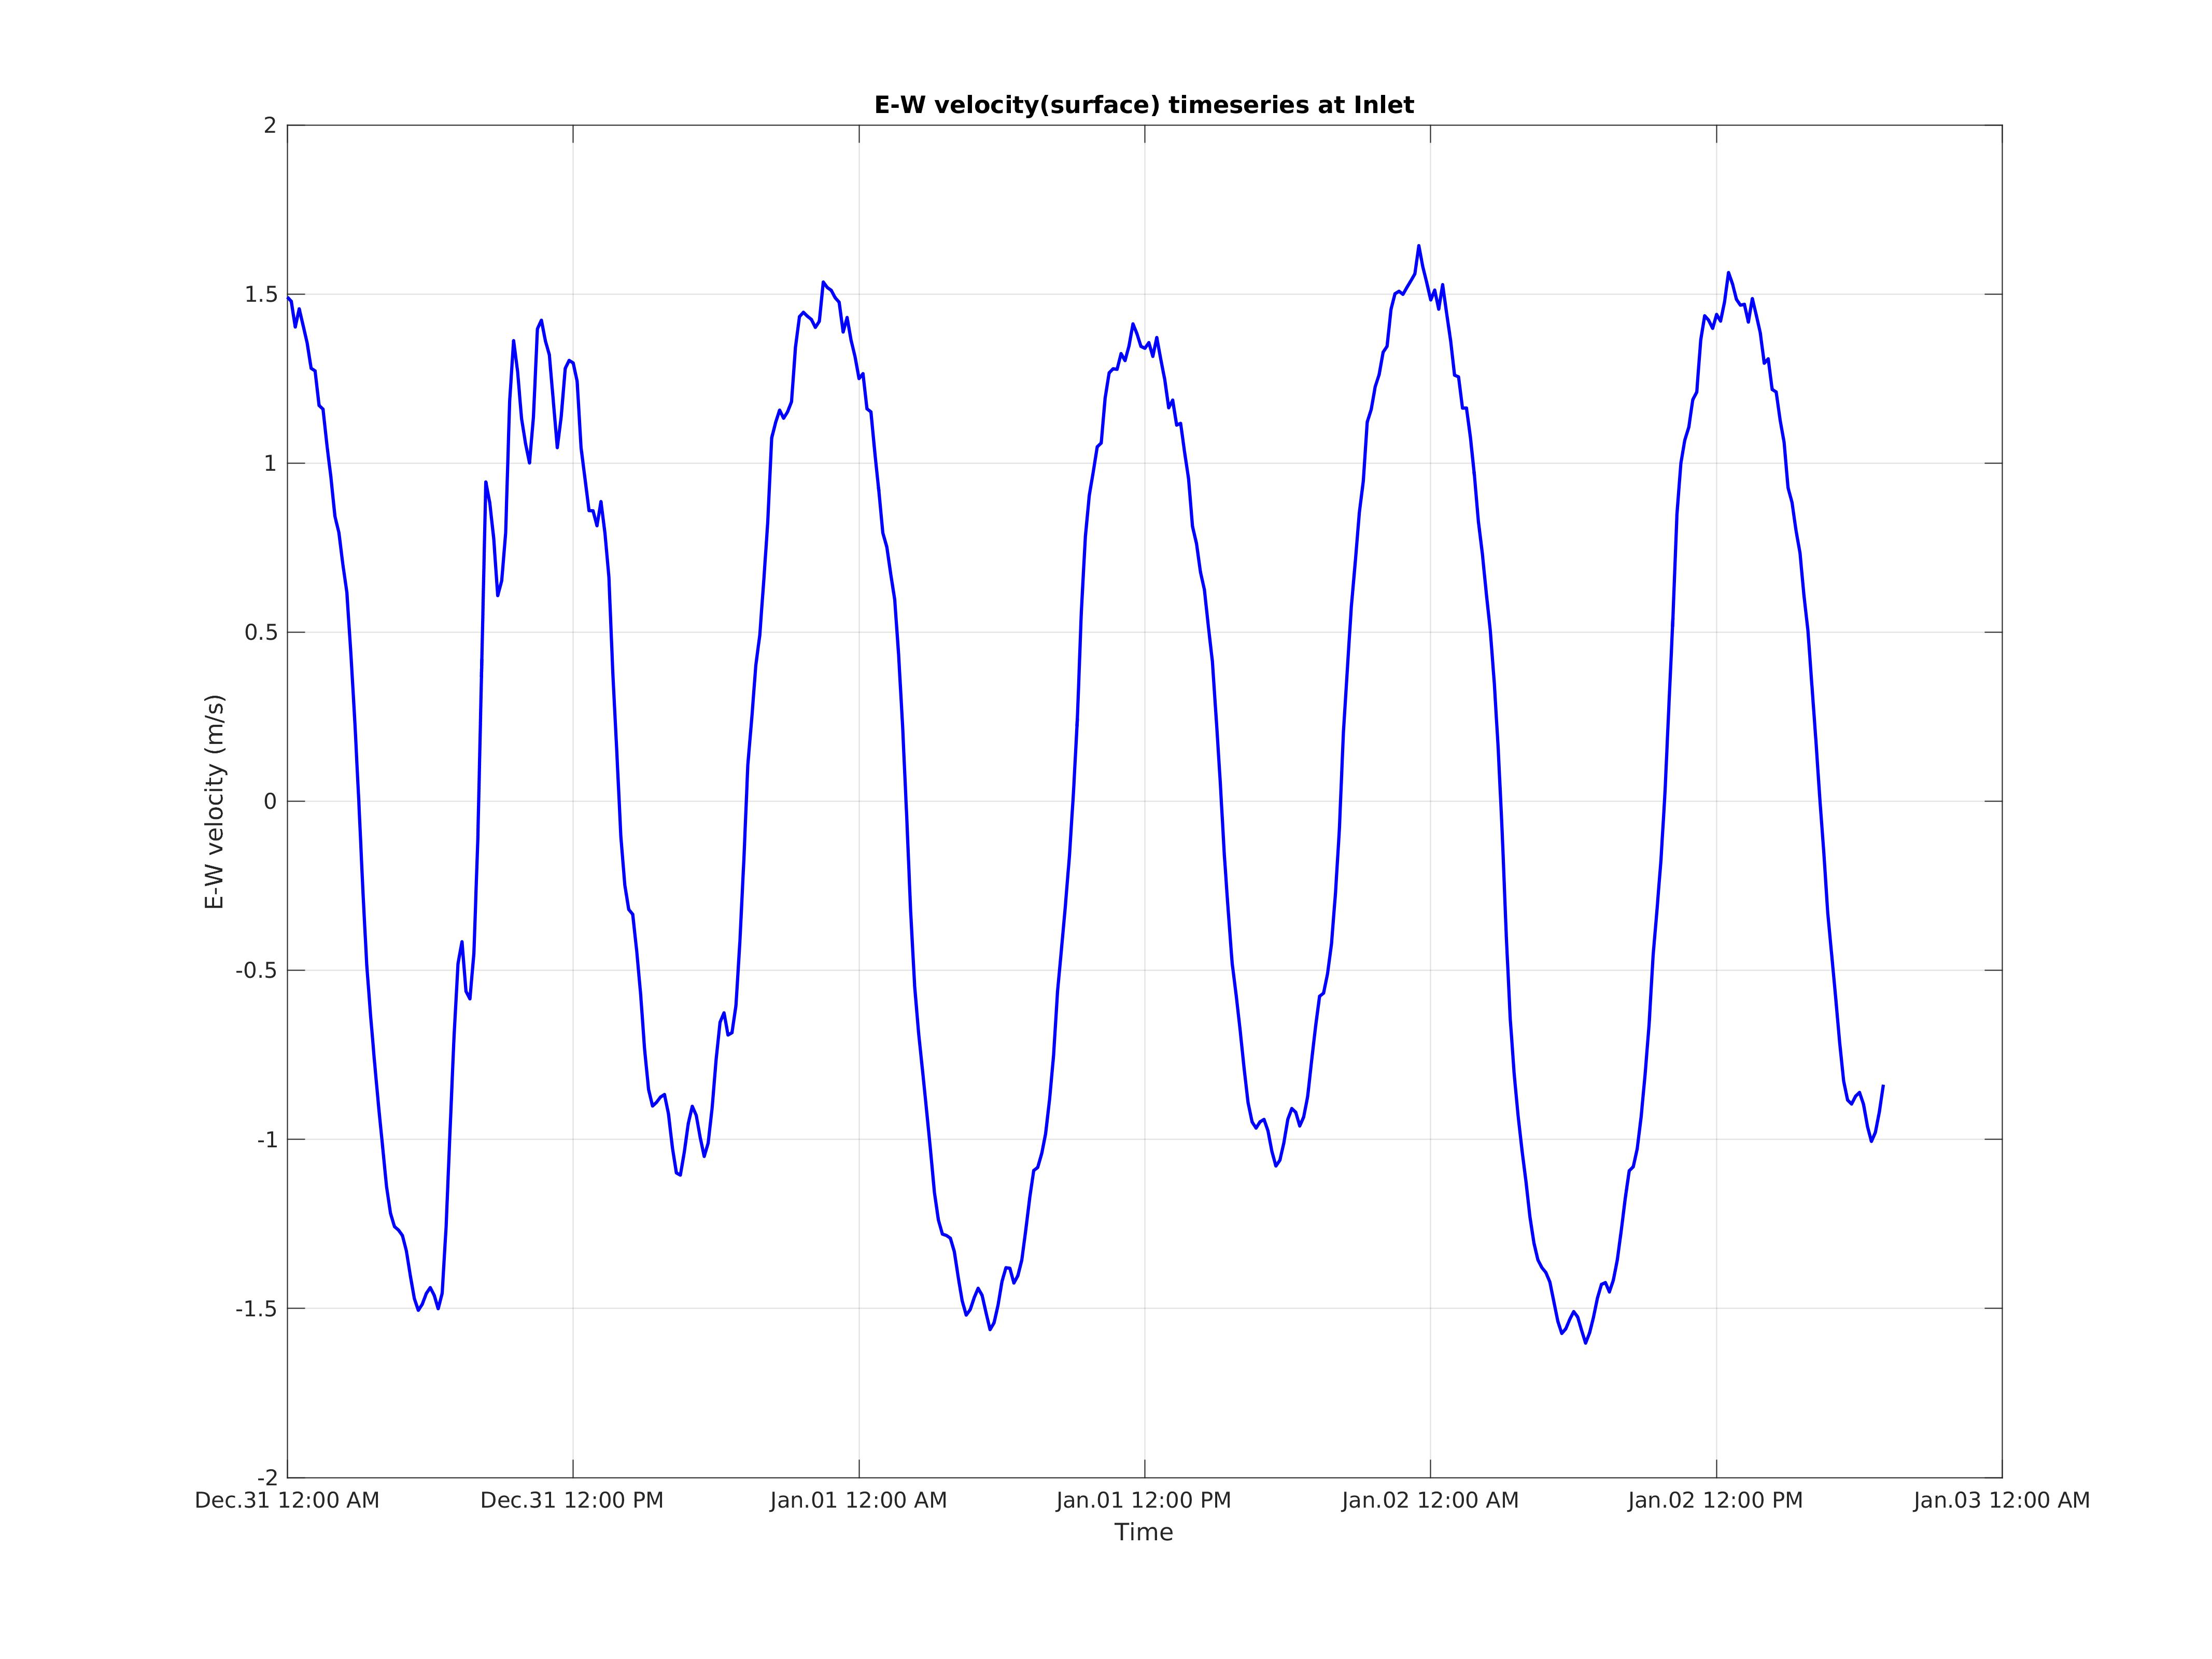 E-W velocity(surface) timeseries at Inlet
2
1.5
1
0.5
0
-0.5
-1
-1.5
-2
E-W velocity (m/s)
Dec.31 12:00 AM
Dec.31 12:00 PM
Jan.01 12:00 AM
Jan.01 12:00 PM
Jan.02 12:00 AM
Jan.02 12:00 PM
Jan.03 12:00 AM
Time